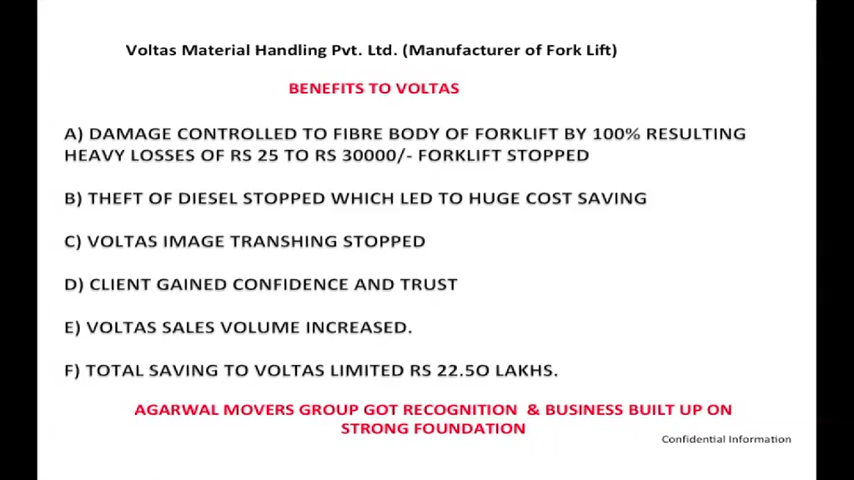 Voltas Material Handling Pvt. Ltd. (Manufacturer of Fork Lift)
BENEFITS TO VOLTAS
A) DAMAGE CONTROLLED TO FIBRE BODY OF FORKLIFT BY 100% RESULTING
HEAVY LOSSES OF RS 25 TO RS 30000/- FORKLIFT STOPPED
B) THEFT OF DIESEL STOPPED WHICH LED TO HUGE COST SAVING
C) VOLTAS IMAGE TRANSHING STOPPED
D) CLIENT GAINED CONFIDENCE AND TRUST
E) VOLTAS SALES VOLUME INCREASED.
F) TOTAL SAVING TO VOLTAS LIMITED RS 22.5O LAKHS.
AGARWAL MOVERS GROUP GOT RECOGNITION & BUSINESS BUILT UP ON
STRONG FOUNDATION
Confidential Information